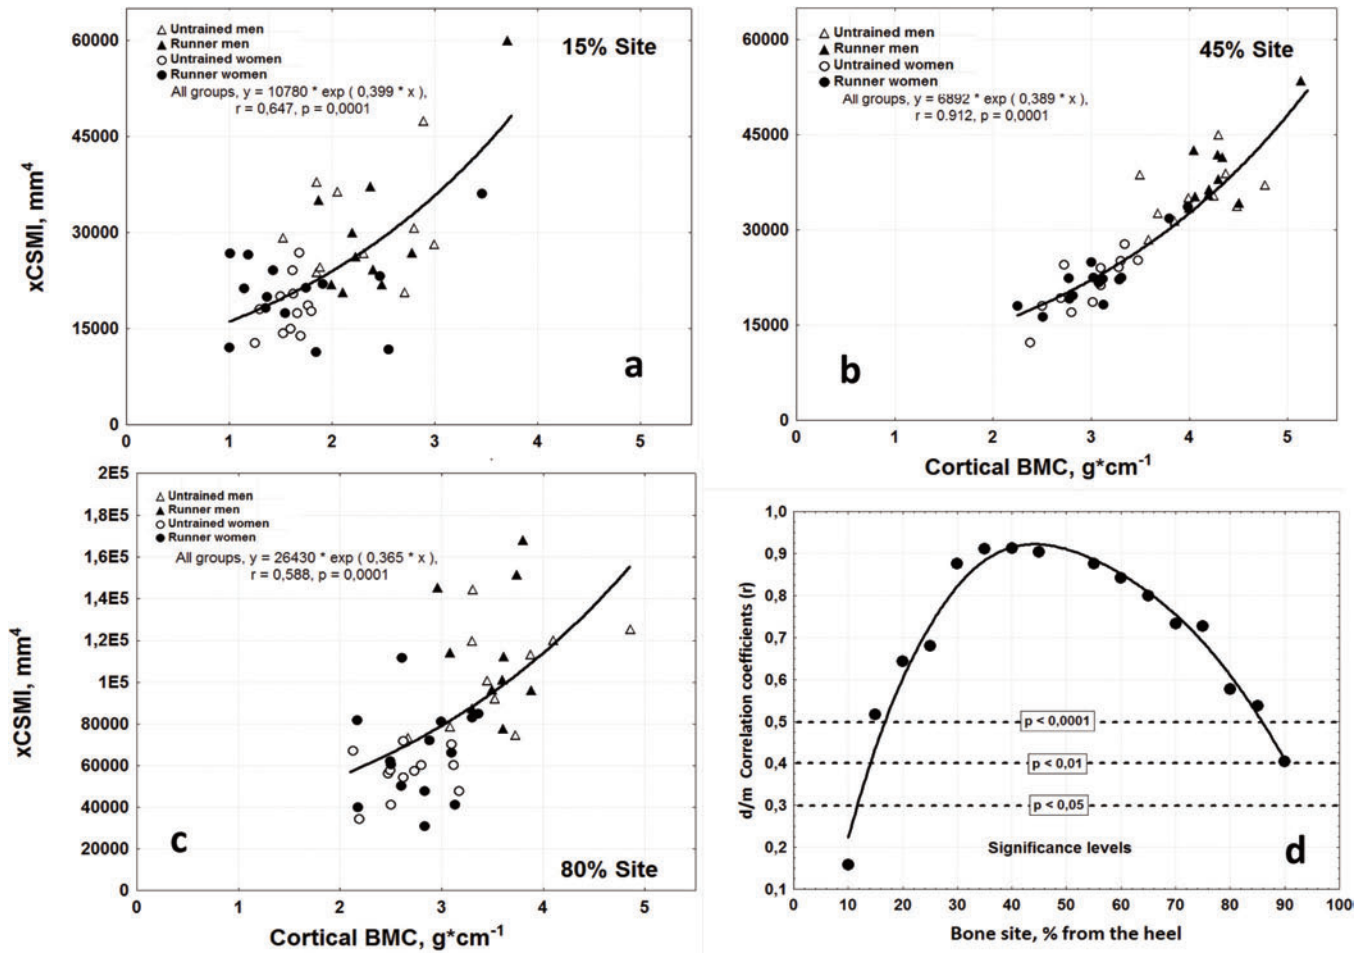 △ Untrained men
▲ Runner men
○ Untrained women
● Runner women
All groups, y = 10780 * exp ( 0,399 * x ),
r = 0,647, p = 0,0001
15% Site
60000
45000
30000
15000
0
xCSMI, mm⁴
a
0 1 2 3 4 5
△ Untrained men
▲ Runner men
○ Untrained women
● Runner women
All groups, y = 6892 * exp ( 0,389 * x ),
r = 0.912, p = 0,0001
45% Site
60000
45000
30000
15000
0
b
0 1 2 3 4 5
Cortical BMC, g*cm⁻¹
△ Untrained men
▲ Runner men
○ Untrained women
● Runner women
All groups, y = 26430 * exp ( 0,365 * x ),
r = 0,588, p = 0,0001
2E5
1,8E5
1,6E5
1,4E5
1,2E5
1E5
80000
60000
40000
20000
0
xCSMI, mm⁴
c
80% Site
0 1 2 3 4 5
Cortical BMC, g*cm⁻¹
1,0
0,9
0,8
0,7
0,6
0,5
0,4
0,3
0,2
0,1
d/m Correlation coefficients (r)
p < 0,0001
p < 0,01
p < 0,05
Significance levels
d
0 10 20 30 40 50 60 70 80 90 100
Bone site, % from the heel